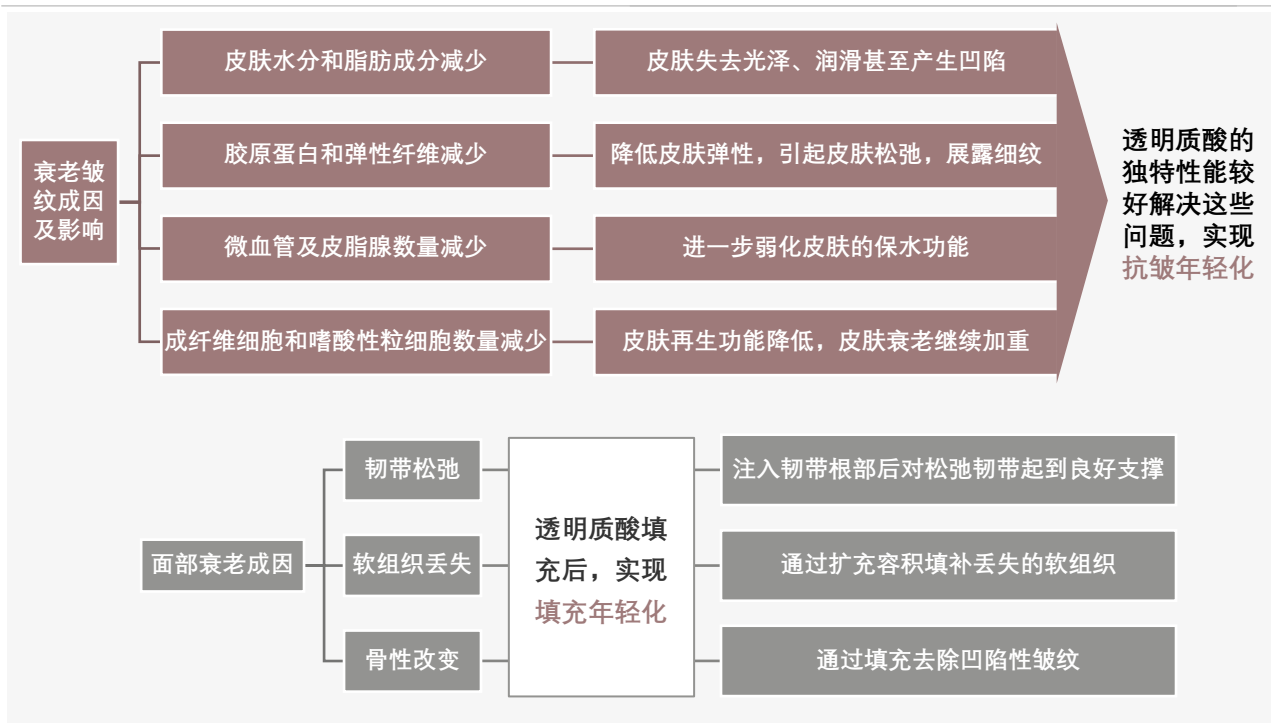 皮肤水分和脂肪成分减少
皮肤失去光泽、润滑甚至产生凹陷
胶原蛋白和弹性纤维减少
降低皮肤弹性，引起皮肤松弛，展露细纹
衰老皱
纹成因
及影响
微血管及皮脂腺数量减少
进一步弱化皮肤的保水功能
成纤维细胞和嗜酸性粒细胞数量减少
皮肤再生功能降低，皮肤衰老继续加重
透明质酸的
独特性能较
好解决这些
问题，实现
抗皱年轻化
面部衰老成因
韧带松弛
软组织丢失
骨性改变
透明质酸填
充后，实现
填充年轻化
注入韧带根部后对松弛韧带起到良好支撑
通过扩充容积填补丢失的软组织
通过填充去除凹陷性皱纹